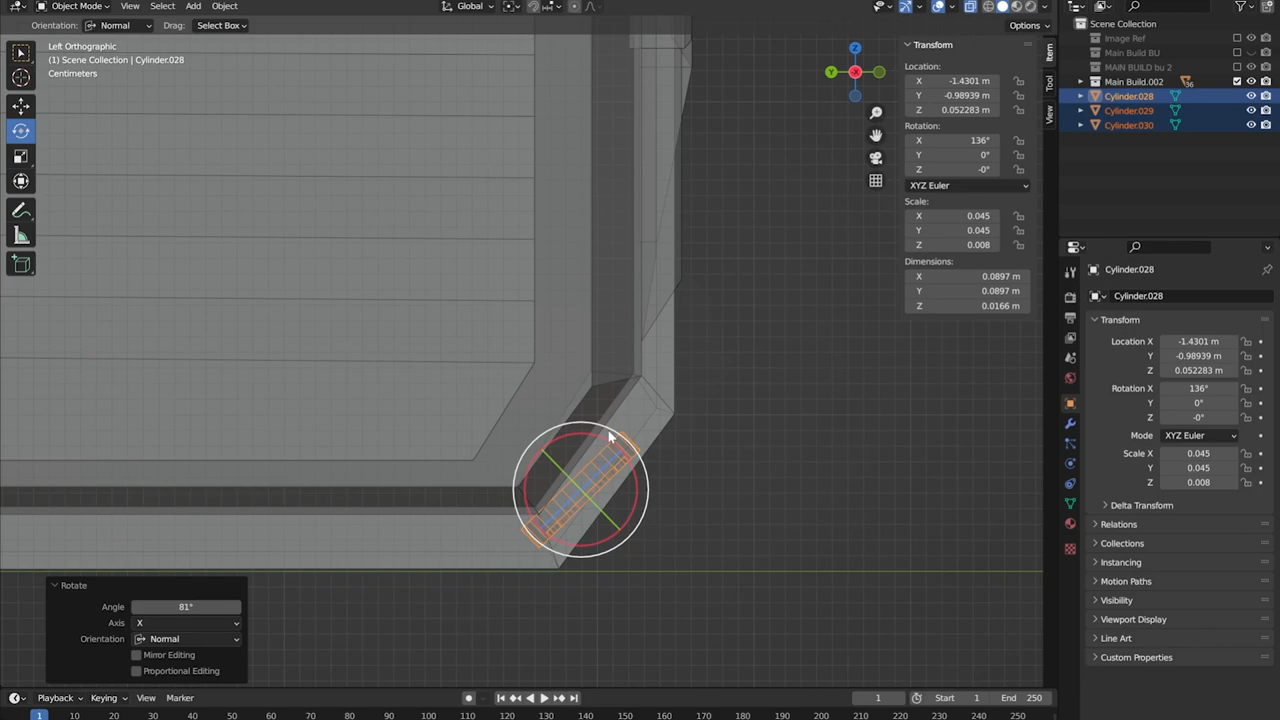 Object Mode View Select Add Object Global Scene Collection
Orientation: Normal Drag: Select Box Options
Image Ref
Main Build BU
MAIN BUILD bu 2
Main Build.002 36
Cylinder.028
Cylinder.029
Cylinder.030
Left Orthographic
(1) Scene Collection | Cylinder.028
Centimeters
Z
Y
X
Transform
Location:
X -1.4301 m
Y -0.98939 m
Z 0.052283 m
Rotation:
X 136°
Y 0°
Z -0°
XYZ Euler
Scale:
X 0.045
Y 0.045
Z 0.008
Dimensions:
X 0.0897 m
Y 0.0897 m
Z 0.0166 m
Item
Tool
View
Cylinder.028
Cylinder.028
Transform
Location X -1.4301 m
Y -0.98939 m
Z 0.052283 m
Rotation X 136°
Y 0°
Z -0°
Mode XYZ Euler
Scale X 0.045
Y 0.045
Z 0.008
Delta Transform
Relations
Collections
Instancing
Motion Paths
Visibility
Viewport Display
Line Art
Custom Properties
Rotate
Angle 81°
Axis X
Orientation Normal
Mirror Editing
Proportional Editing
Playback Keying View Marker 1 Start 1 End 250
1 10 20 30 40 50 60 70 80 90 100 110 120 130 140 150 160 170 180 190 200 210 220 230 240 250